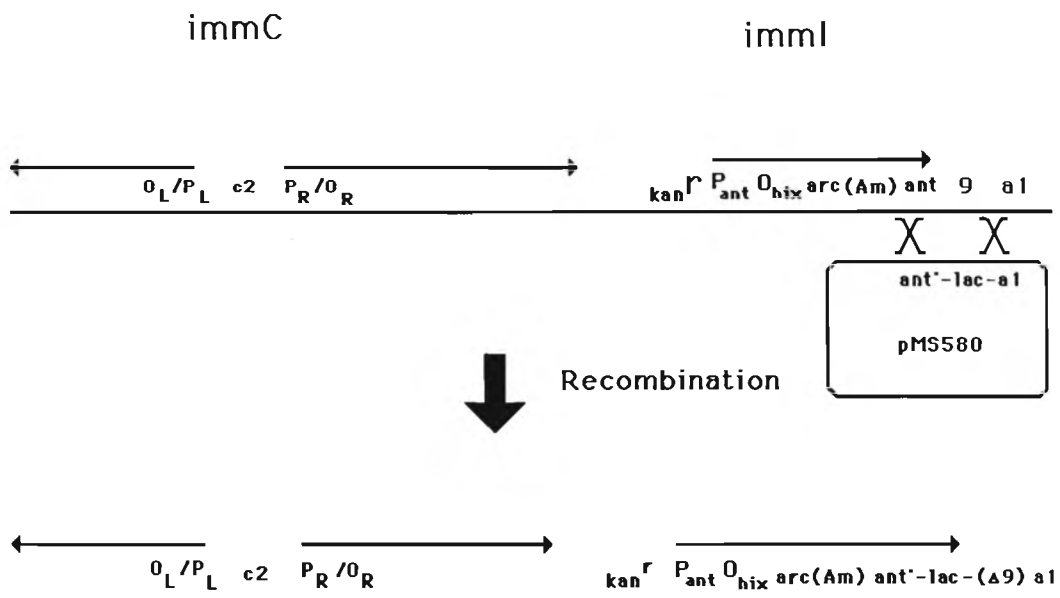 immC immI
O_L/P_L c2 P_R/O_R kan^r P_ant O_hix arc(Am) ant 9 a1
ant'-lac-a1
pMS580
Recombination
O_L/P_L c2 P_R/O_R kan^r P_ant O_hix arc(Am) ant'-lac-(Δ9) a1